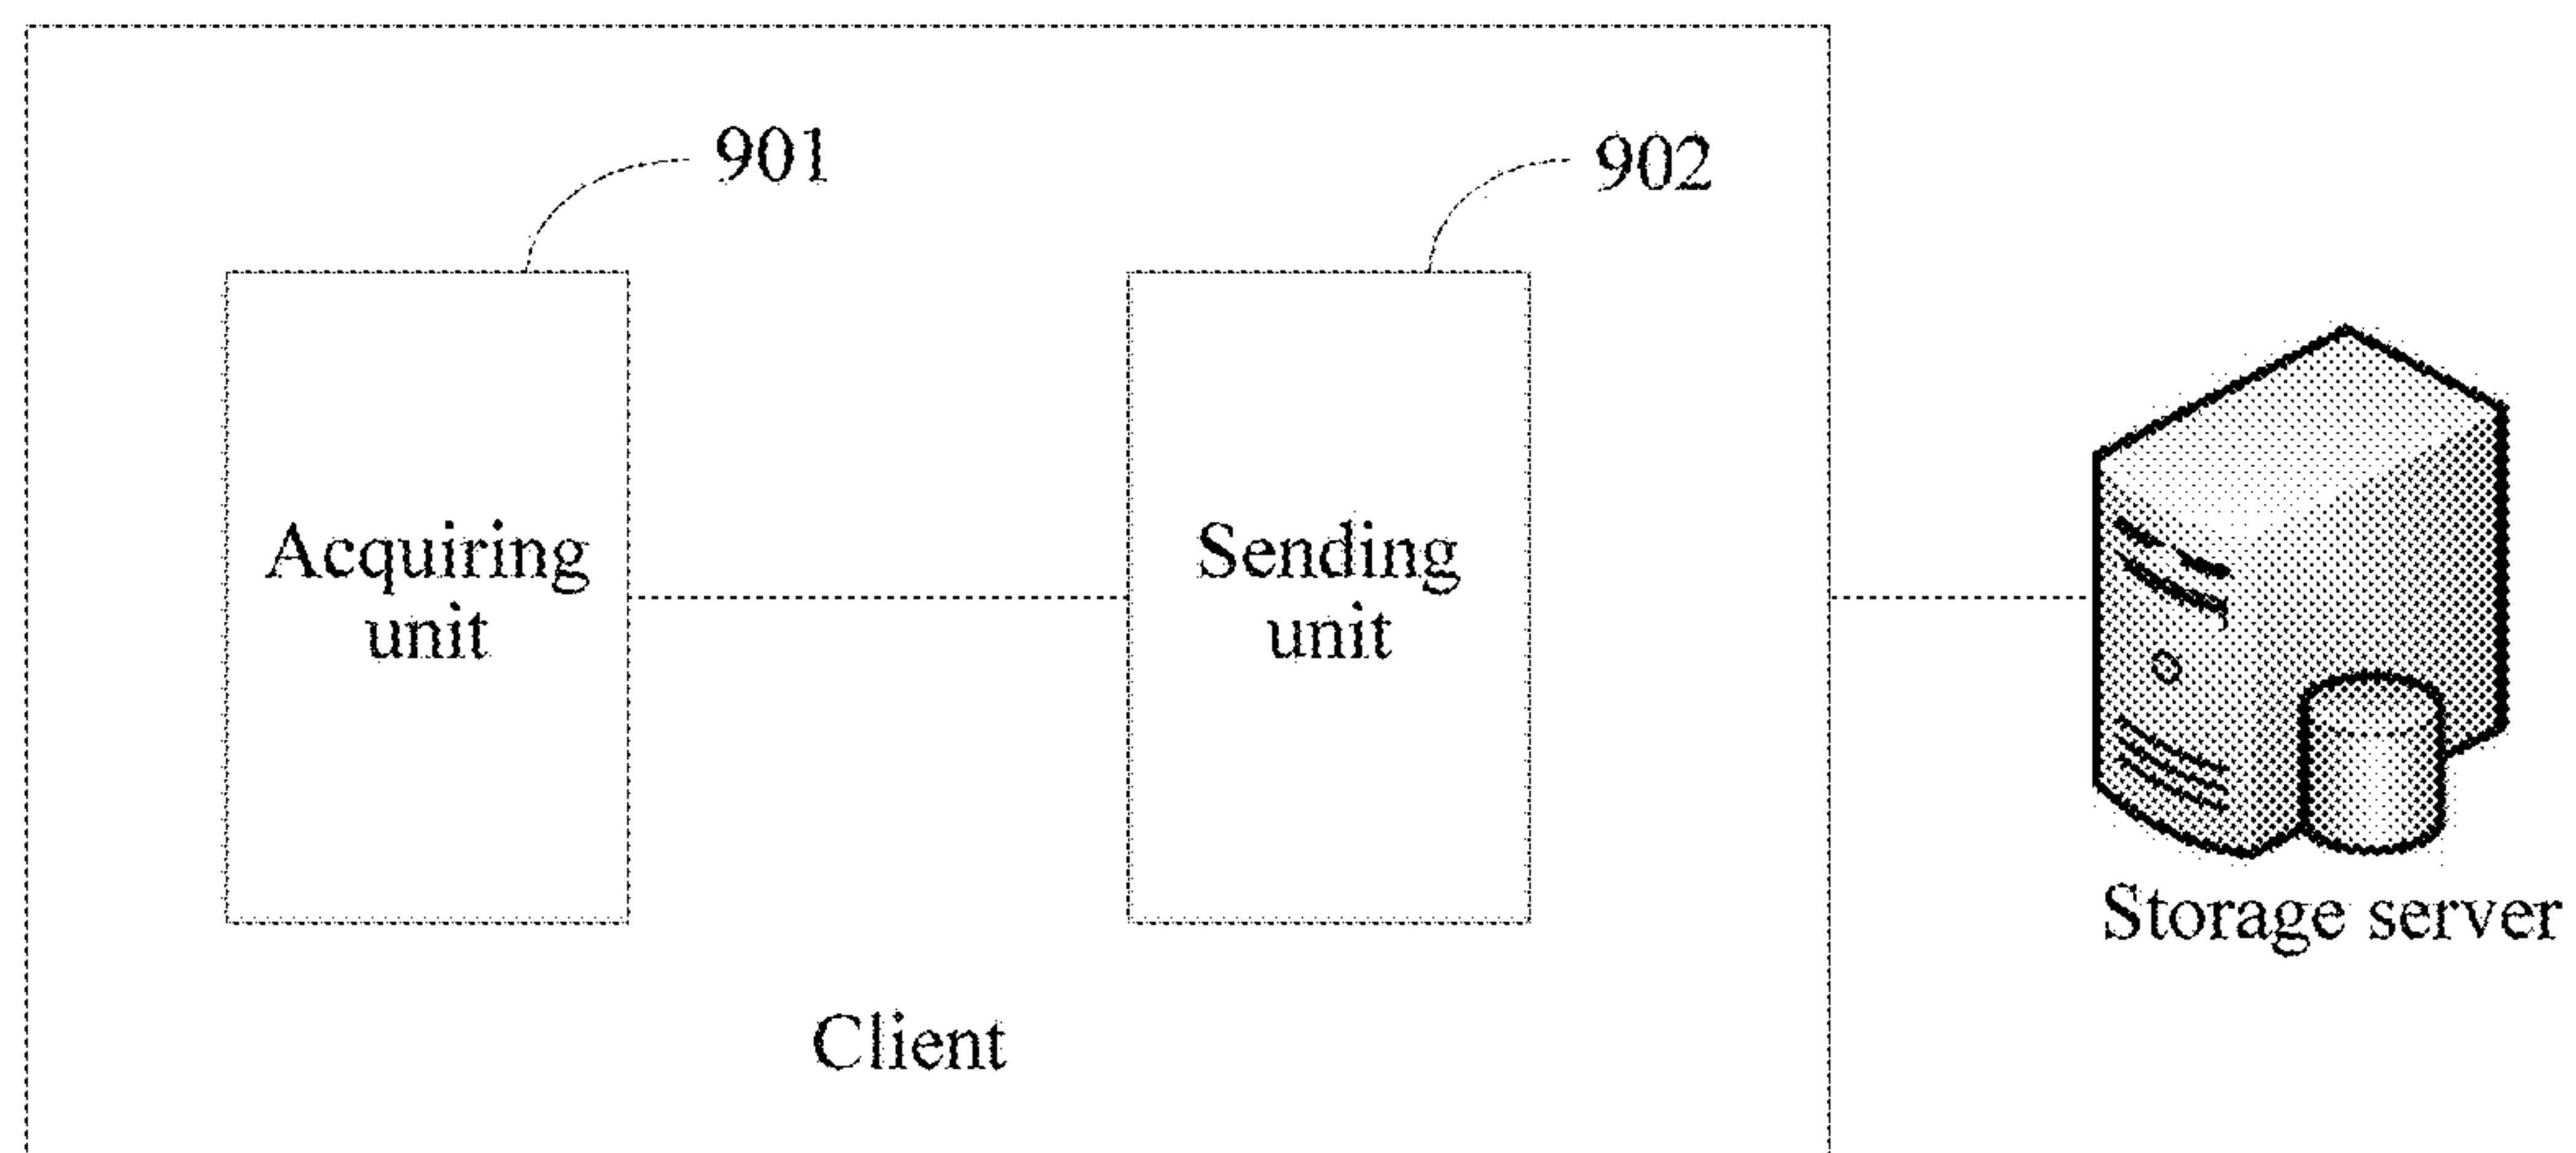 901
902
Acquiring
unit
Sending
unit
Storage server
Client